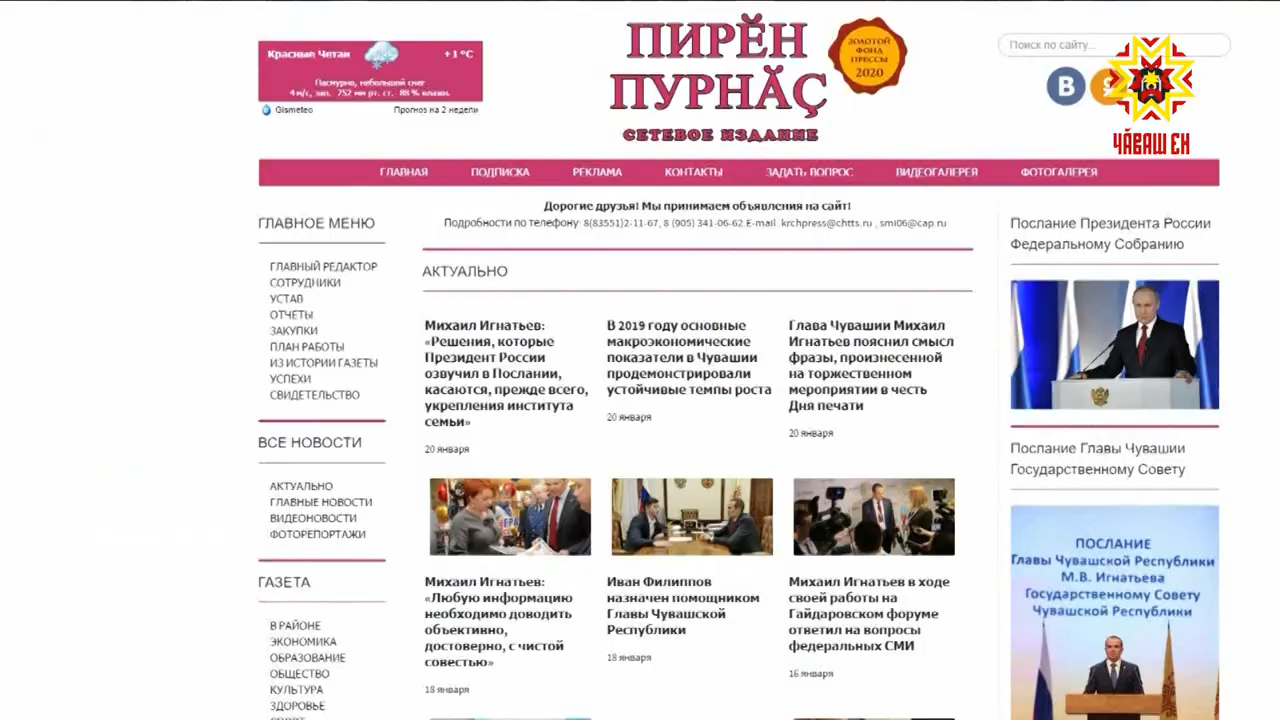 Красные Четаи
+1 °C
Пасмурно, небольшой снег
4 м/с, зап. 752 мм рт. ст. 88 % влажн.
Gismeteo
Прогноз на 2 недели
ПИРӖН
ПУРНӐҪ
СЕТЕВОЕ ИЗДАНИЕ
ЗОЛОТОЙ
ФОНД
ПРЕССЫ
2020
Поиск по сайту...
В
ЧӐВАШ ЕН
ГЛАВНАЯ ПОДПИСКА РЕКЛАМА КОНТАКТЫ ЗАДАТЬ ВОПРОС ВИДЕОГАЛЕРЕЯ ФОТОГАЛЕРЕЯ
ГЛАВНОЕ МЕНЮ
ГЛАВНЫЙ РЕДАКТОР
СОТРУДНИКИ
УСТАВ
ОТЧЕТЫ
ЗАКУПКИ
ПЛАН РАБОТЫ
ИЗ ИСТОРИИ ГАЗЕТЫ
УСПЕХИ
СВИДЕТЕЛЬСТВО
ВСЕ НОВОСТИ
АКТУАЛЬНО
ГЛАВНЫЕ НОВОСТИ
ВИДЕОНОВОСТИ
ФОТОРЕПОРТАЖИ
ГАЗЕТА
В РАЙОНЕ
ЭКОНОМИКА
ОБРАЗОВАНИЕ
ОБЩЕСТВО
КУЛЬТУРА
ЗДОРОВЬЕ
Дорогие друзья! Мы принимаем объявления на сайт!
Подробности по телефону: 8(83551)2-11-67, 8 (905) 341-06-62.E-mail: krchpress@chtts.ru , smi06@cap.ru
АКТУАЛЬНО
Михаил Игнатьев:
«Решения, которые
Президент России
озвучил в Послании,
касаются, прежде всего,
укрепления института
семьи»
20 января
В 2019 году основные
макроэкономические
показатели в Чувашии
продемонстрировали
устойчивые темпы роста
20 января
Глава Чувашии Михаил
Игнатьев пояснил смысл
фразы, произнесенной
на торжественном
мероприятии в честь
Дня печати
20 января
Михаил Игнатьев:
«Любую информацию
необходимо доводить
объективно,
достоверно, с чистой
совестью»
18 января
Иван Филиппов
назначен помощником
Главы Чувашской
Республики
18 января
Михаил Игнатьев в ходе
своей работы на
Гайдаровском форуме
ответил на вопросы
федеральных СМИ
16 января
Послание Президента России
Федеральному Собранию
Послание Главы Чувашии
Государственному Совету
ПОСЛАНИЕ
Главы Чувашской Республики
М.В. Игнатьева
Государственному Совету
Чувашской Республики